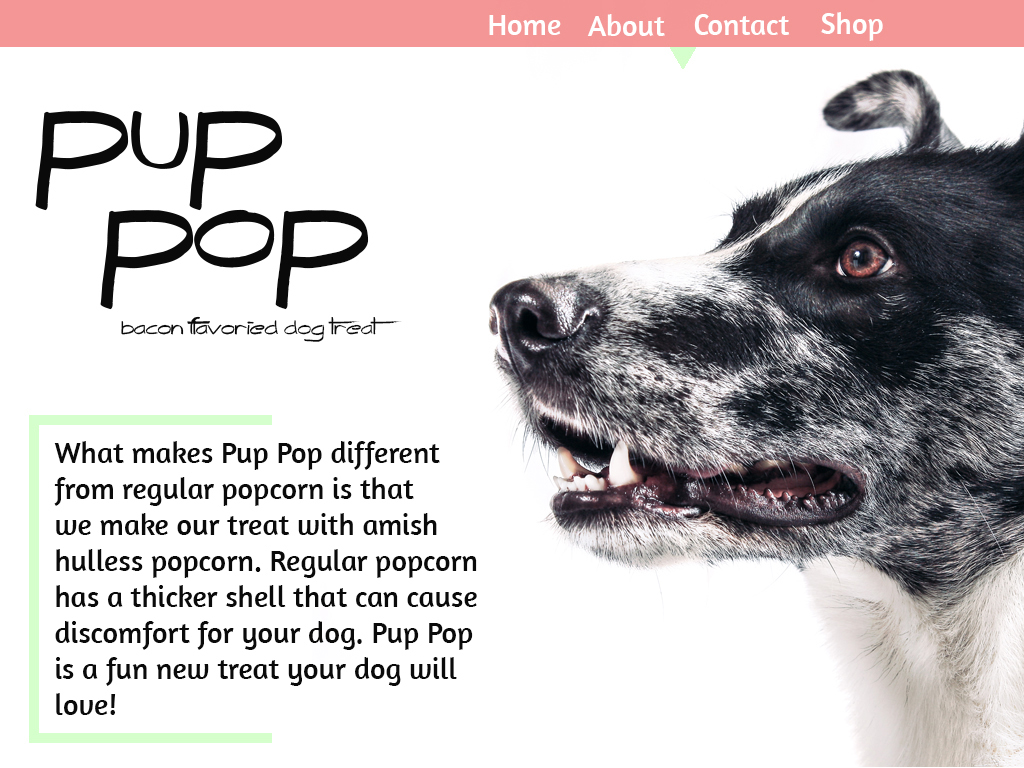 Home About Contact Shop
PUP
POP
bacon flavoried dog treat
What makes Pup Pop different
from regular popcorn is that
we make our treat with amish
hulless popcorn. Regular popcorn
has a thicker shell that can cause
discomfort for your dog. Pup Pop
is a fun new treat your dog will
love!